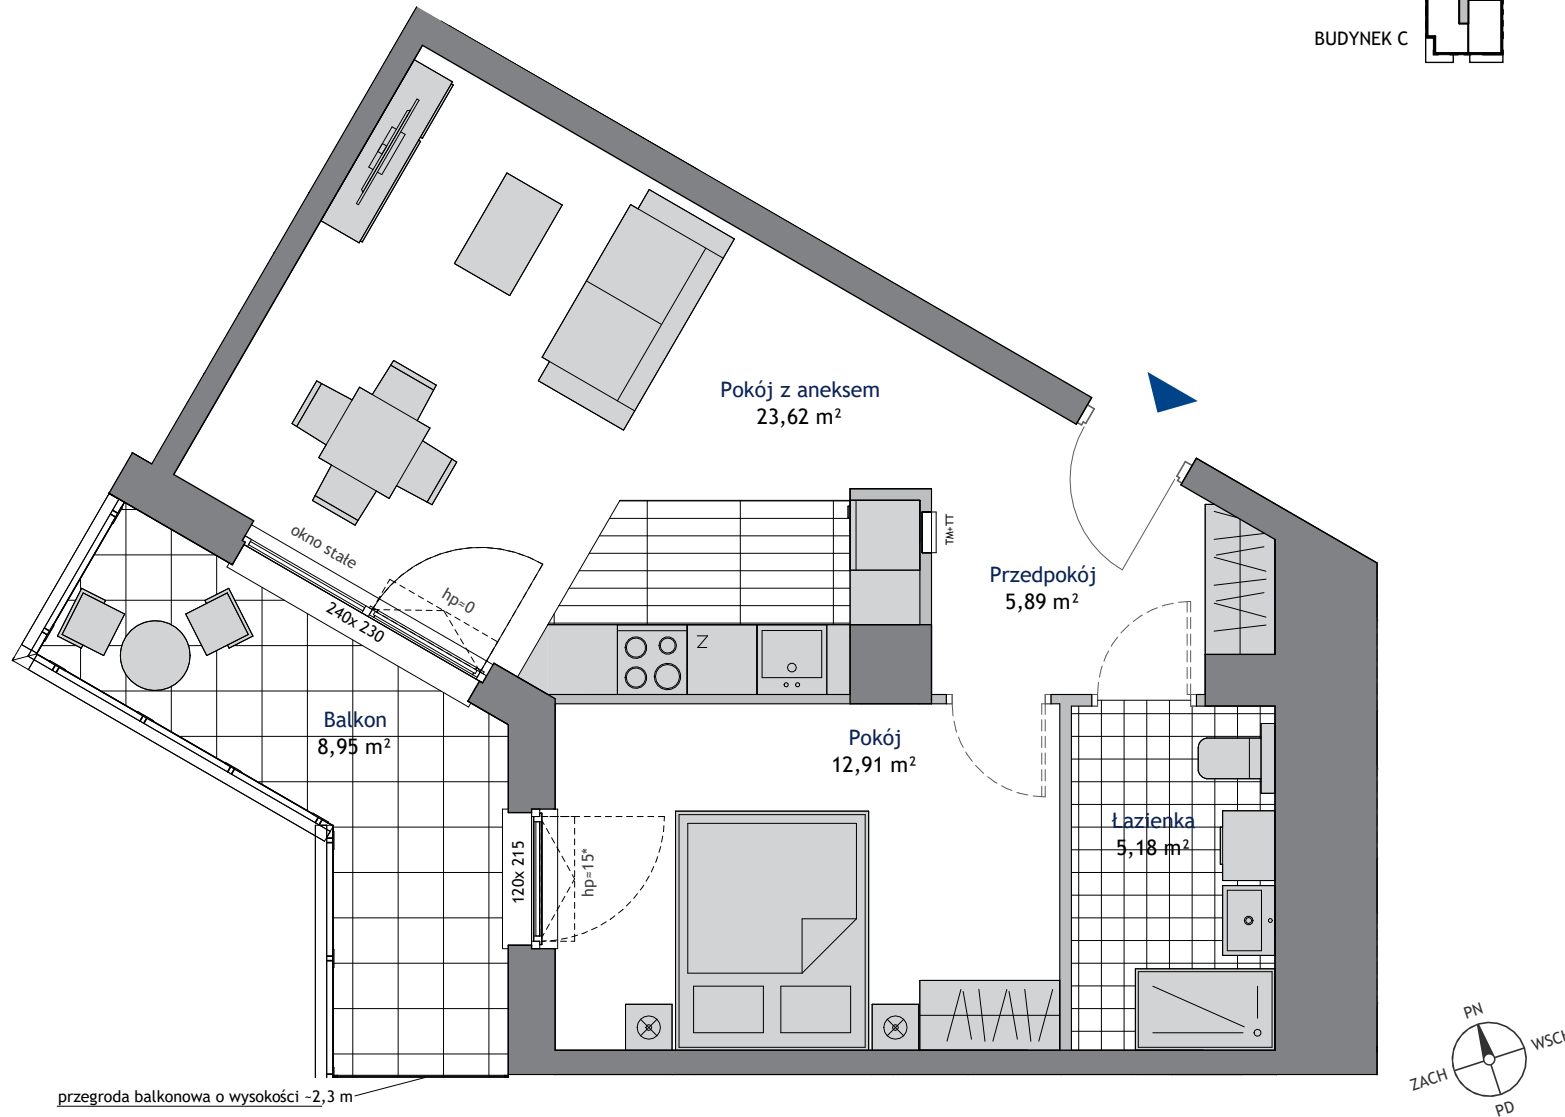 BUDYNEK C
Pokój z aneksem
23,62 m²
TM+TT
okno stałe
hp=0
240x 230
Przedpokój
5,89 m²
Z
Balkon
8,95 m²
Pokój
12,91 m²
Łazienka
5,18 m²
120x 215
hp=15*
przegroda balkonowa o wysokości ~2,3 m
PN
WSCH
ZACH
PD